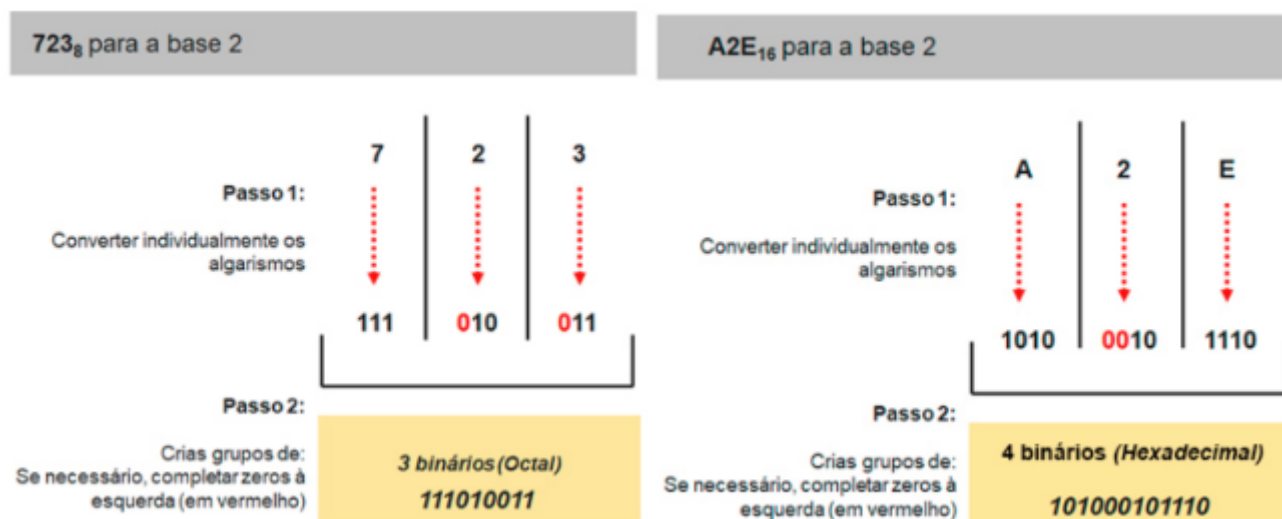 723₈ para a base 2
7 2 3
Passo 1:
Converter individualmente os
algarismos
111 010 011
Passo 2:
Crias grupos de:
Se necessário, completar zeros à
esquerda (em vermelho)
3 binários (Octal)
111010011
A2E₁₆ para a base 2
A 2 E
Passo 1:
Converter individualmente os
algarismos
1010 0010 1110
Passo 2:
Crias grupos de:
Se necessário, completar zeros à
esquerda (em vermelho)
4 binários (Hexadecimal)
101000101110